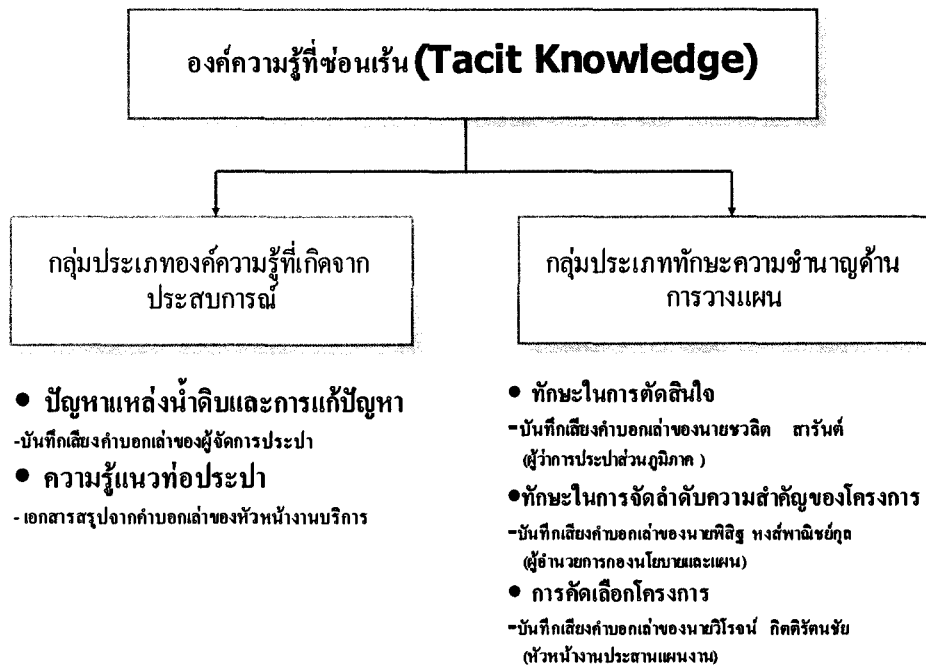 องค์ความรู้ที่ซ่อนเร้น (Tacit Knowledge)
กลุ่มประเภทองค์ความรู้ที่เกิดจาก
ประสบการณ์
● ปัญหาแหล่งน้ำดิบและการแก้ปัญหา
-บันทึกเสียงคำบอกเล่าของผู้จัดการประปา
● ความรู้แนวท่อประปา
- เอกสารสรุปจากคำบอกเล่าของหัวหน้างานบริการ
กลุ่มประเภททักษะความชำนาญด้าน
การวางแผน
● ทักษะในการตัดสินใจ
-บันทึกเสียงคำบอกเล่าของนายชวลิต สารันต์
(ผู้ว่าการประปาส่วนภูมิภาค )
●ทักษะในการจัดลำดับความสำคัญของโครงการ
-บันทึกเสียงคำบอกเล่าของนายพิสิฐ หงส์พาณิชย์กุล
(ผู้อำนวยการกองนโยบายและแผน)
● การคัดเลือกโครงการ
-บันทึกเสียงคำบอกเล่าของนายวิโรจน์ กิตติรัตนชัย
(หัวหน้างานประสานแผนงาน)